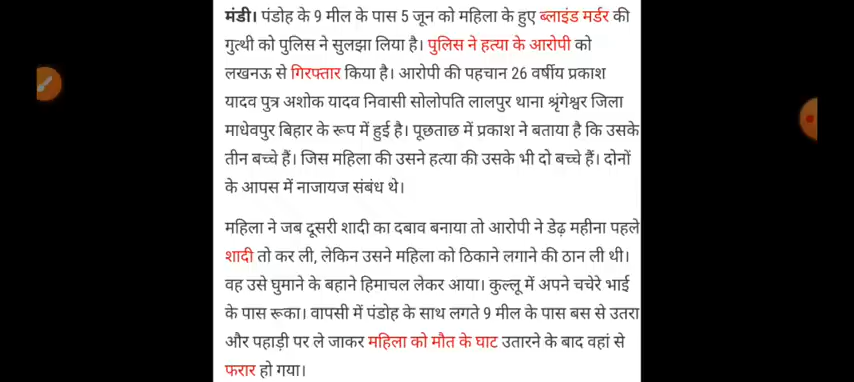 मंडी। पंडोह के 9 मील के पास 5 जून को महिला के हुए ब्लाइंड मर्डर की
गुत्थी को पुलिस ने सुलझा लिया है। पुलिस ने हत्या के आरोपी को
लखनऊ से गिरफ्तार किया है। आरोपी की पहचान 26 वर्षीय प्रकाश
यादव पुत्र अशोक यादव निवासी सोलोपति लालपुर थाना श्रृंगेश्वर जिला
माधेवपुर बिहार के रूप में हुई है। पूछताछ में प्रकाश ने बताया है कि उसके
तीन बच्चे हैं। जिस महिला की उसने हत्या की उसके भी दो बच्चे हैं। दोनों
के आपस में नाजायज संबंध थे।
महिला ने जब दूसरी शादी का दबाव बनाया तो आरोपी ने डेढ़ महीना पहले
शादी तो कर ली, लेकिन उसने महिला को ठिकाने लगाने की ठान ली थी।
वह उसे घुमाने के बहाने हिमाचल लेकर आया। कुल्लू में अपने चचेरे भाई
के पास रूका। वापसी में पंडोह के साथ लगते 9 मील के पास बस से उतरा
और पहाड़ी पर ले जाकर महिला को मौत के घाट उतारने के बाद वहां से
फरार हो गया।